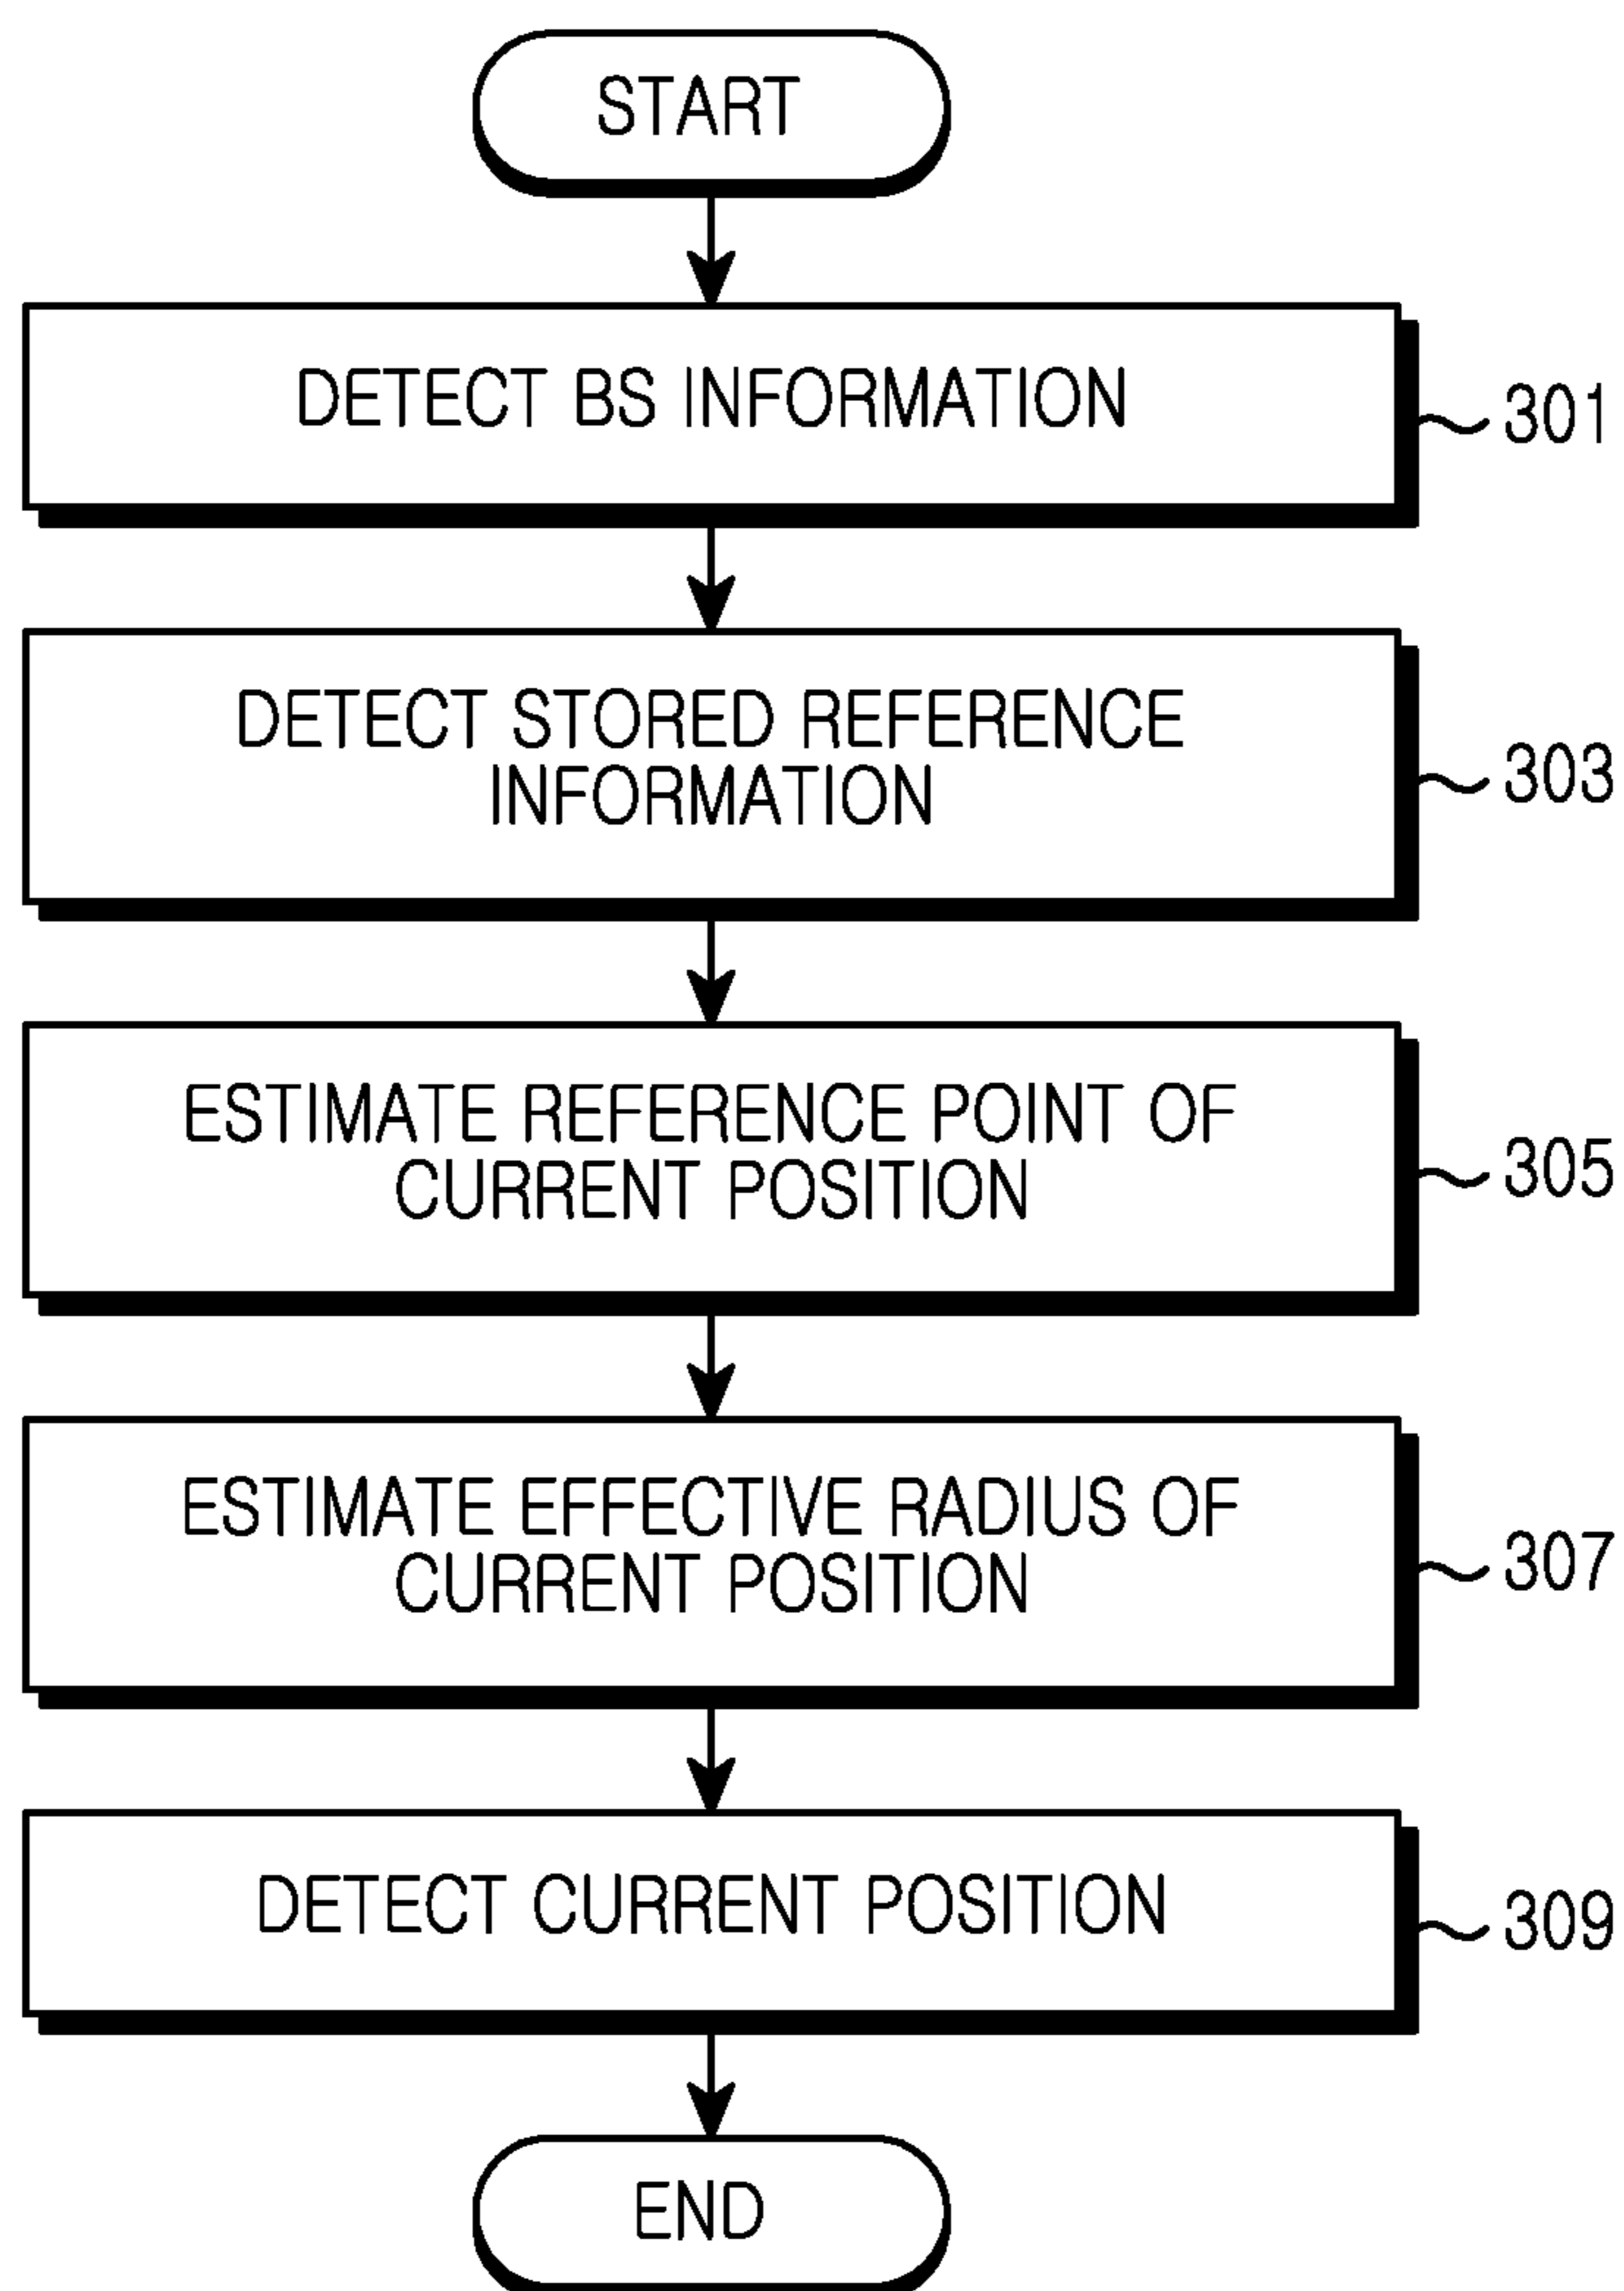 START
DETECT BS INFORMATION
301
DETECT STORED REFERENCE
INFORMATION
303
ESTIMATE REFERENCE POINT OF
CURRENT POSITION
305
ESTIMATE EFFECTIVE RADIUS OF
CURRENT POSITION
307
DETECT CURRENT POSITION
309
END